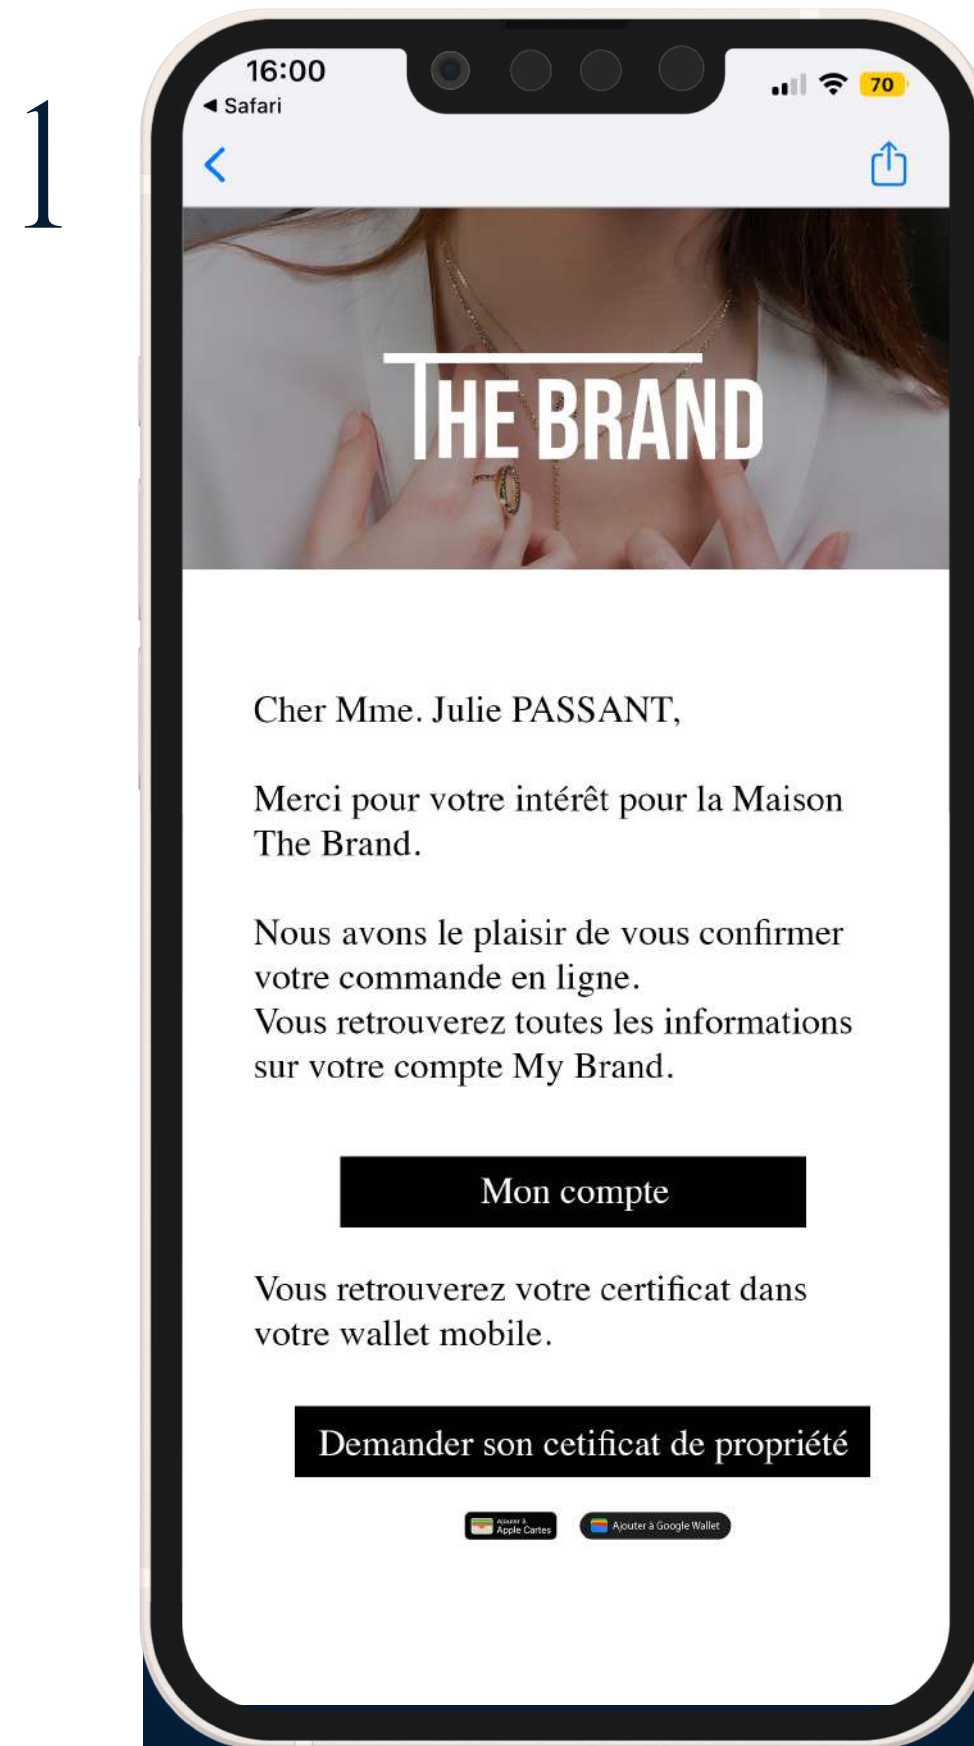 1
16:00
◀ Safari
70
THE BRAND
Cher Mme. Julie PASSANT,
Merci pour votre intérêt pour la Maison
The Brand.
Nous avons le plaisir de vous confirmer
votre commande en ligne.
Vous retrouverez toutes les informations
sur votre compte My Brand.
Mon compte
Vous retrouverez votre certificat dans
votre wallet mobile.
Demander son cetificat de propriété
Ajouter à
Apple Cartes
Ajouter à Google Wallet